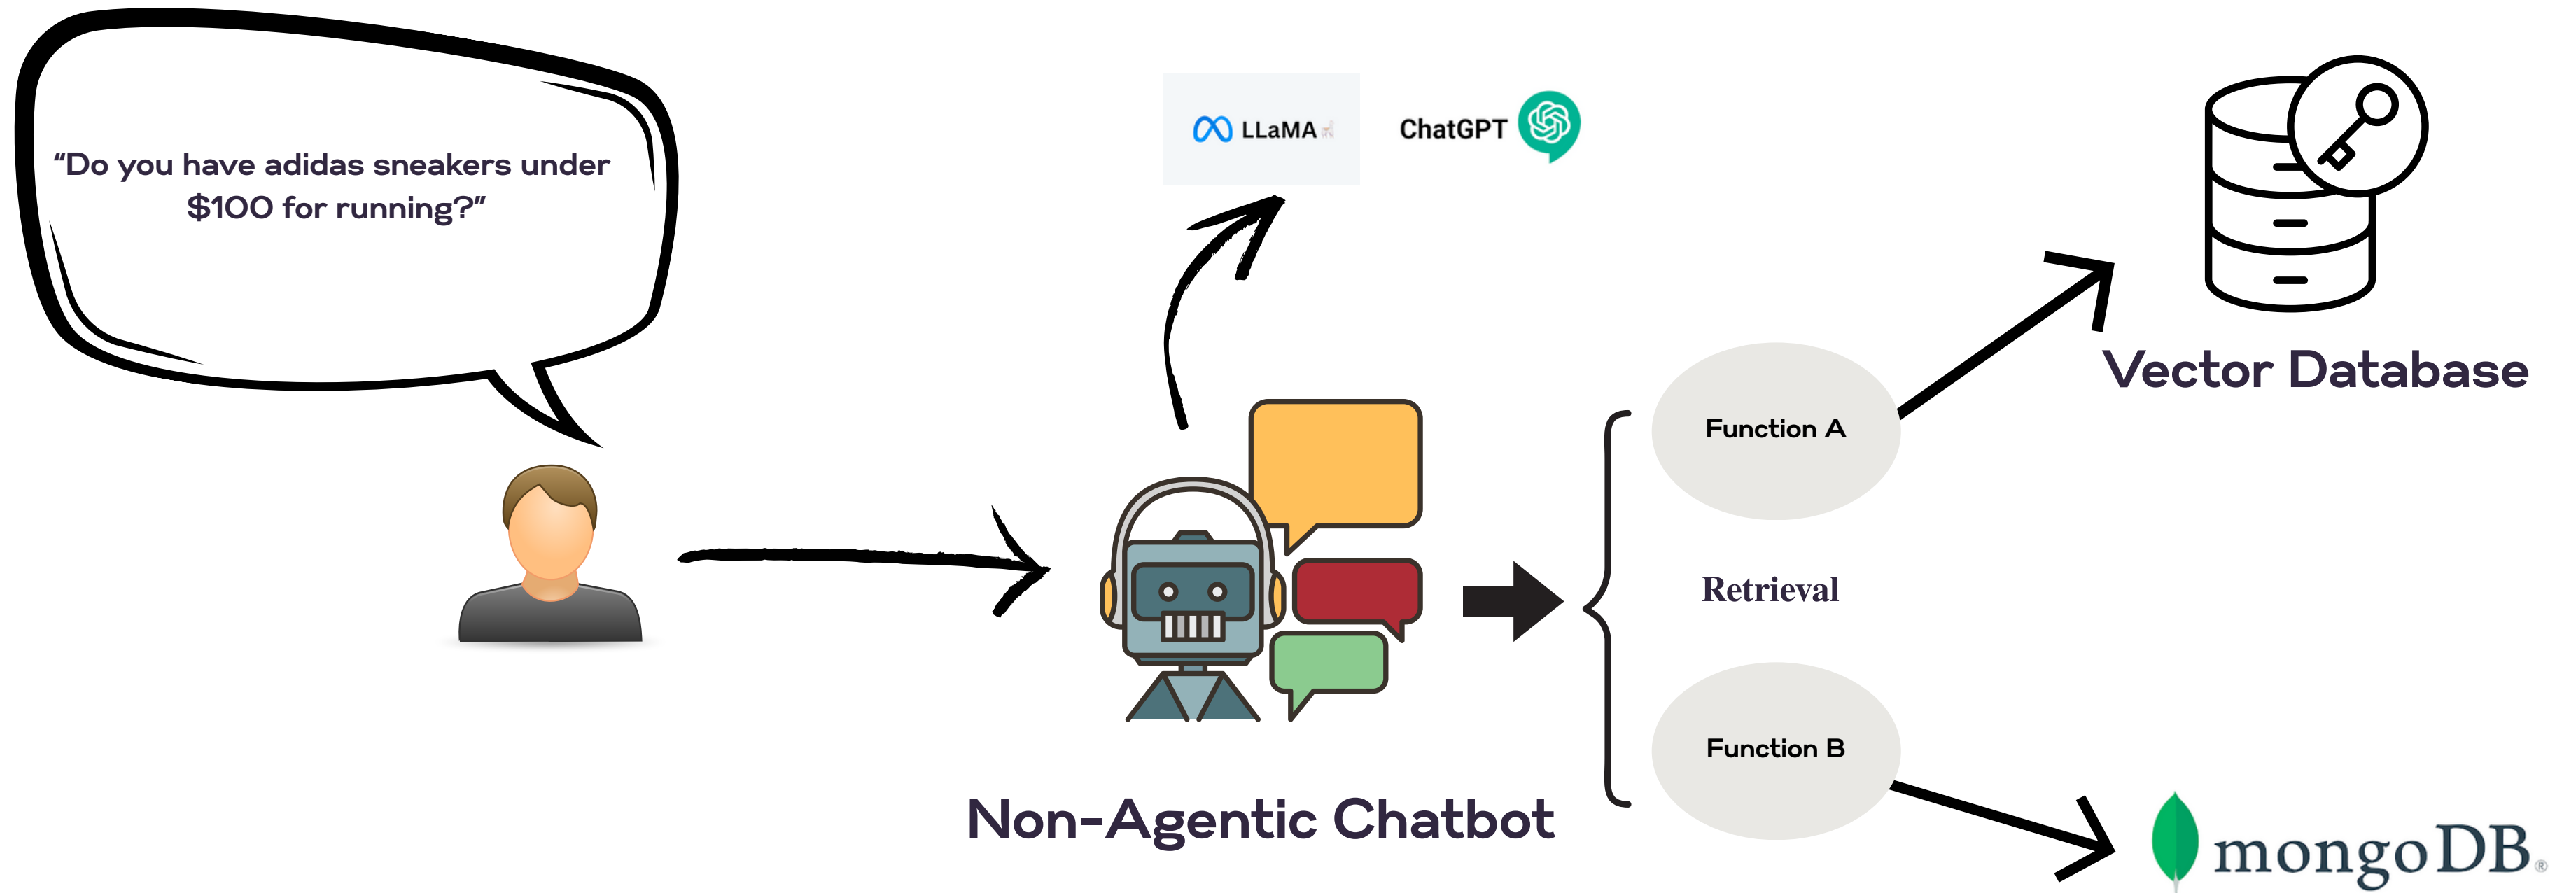 “Do you have adidas sneakers under
$100 for running?”
LLaMA
ChatGPT
Vector Database
Function A
Retrieval
Function B
Non-Agentic Chatbot
mongoDB®